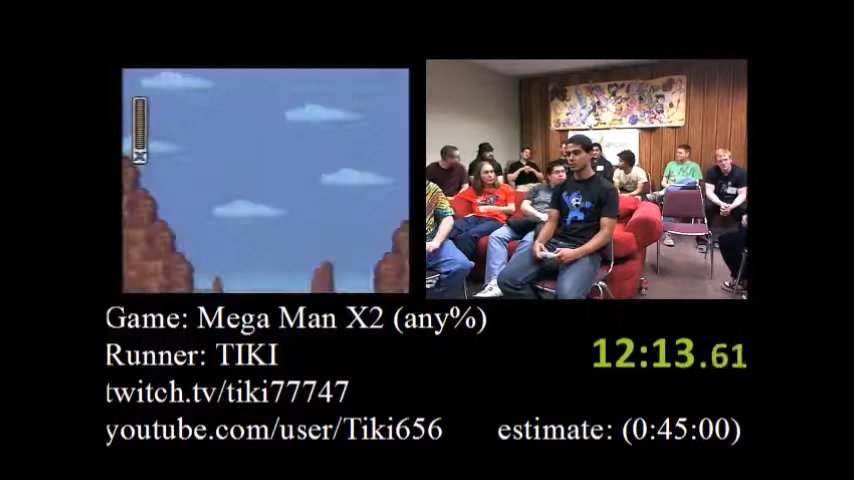 Game: Mega Man X2 (any%)
Runner: TIKI
12:13.61
twitch.tv/tiki77747
youtube.com/user/Tiki656
estimate: (0:45:00)